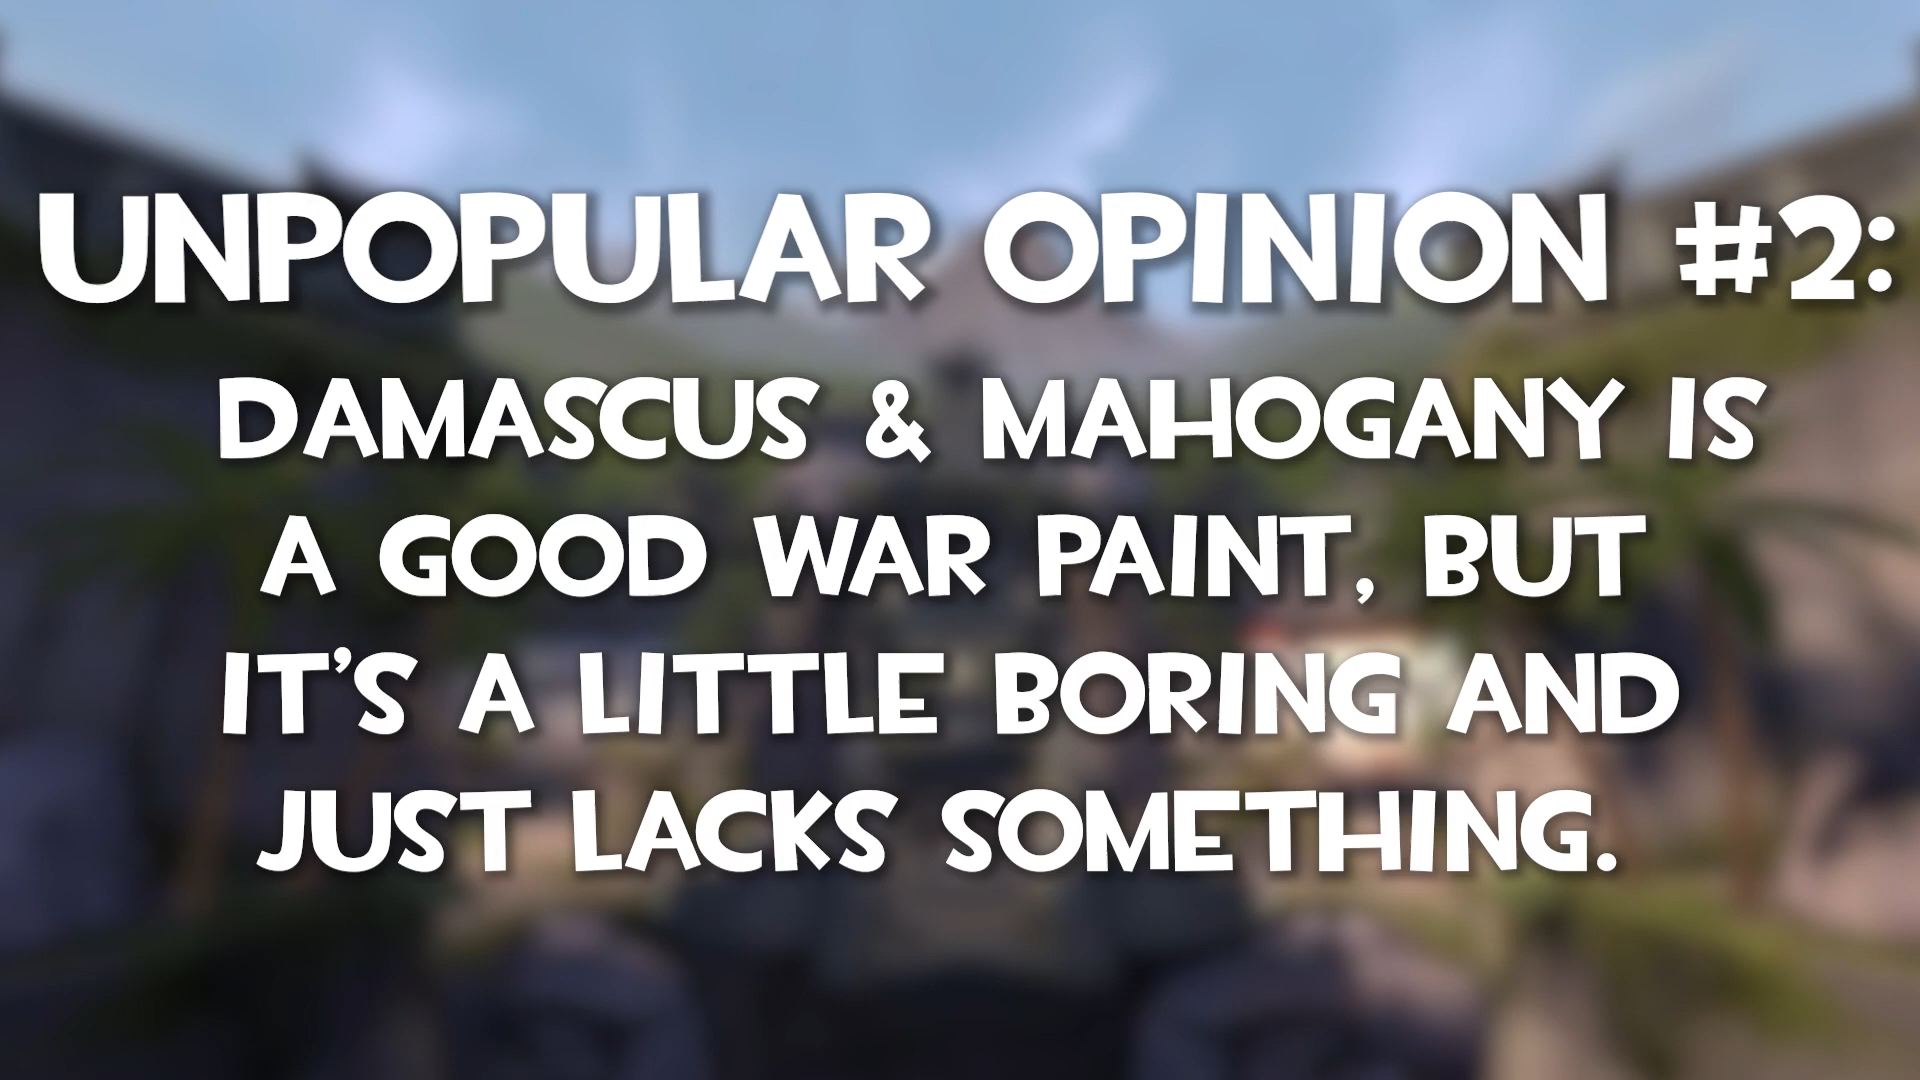 UNPOPULAR OPINION #2:
DAMASCUS & MAHOGANY IS
A GOOD WAR PAINT, BUT
IT'S A LITTLE BORING AND
JUST LACKS SOMETHING.